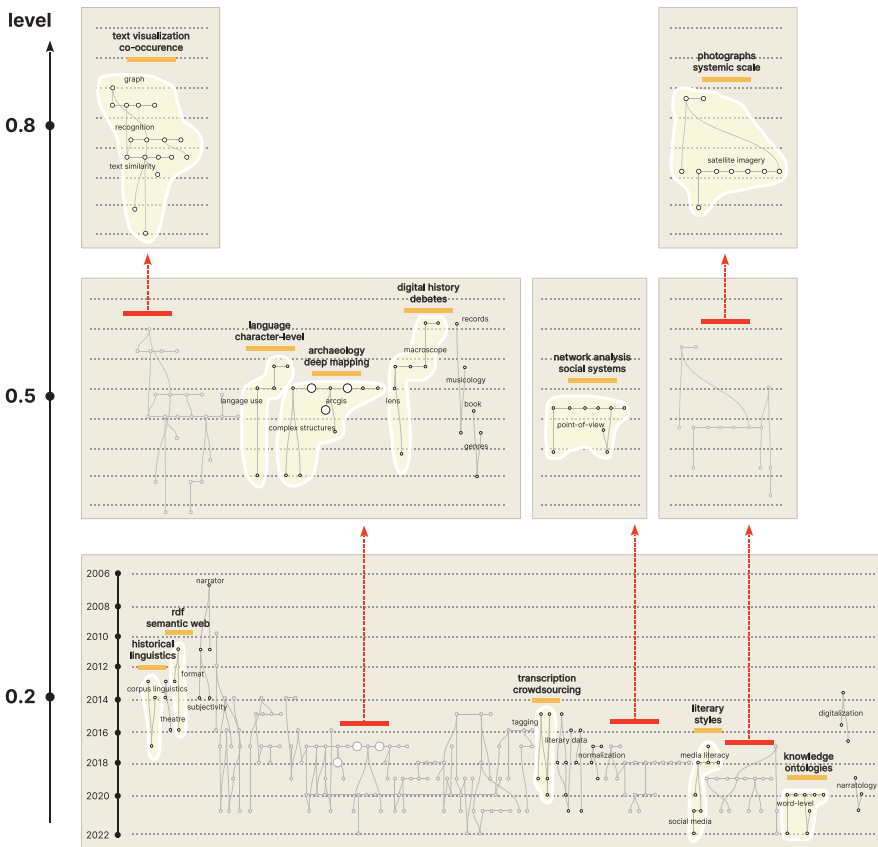 level
0.8
0.5
0.2
text visualization
co-occurence
graph
recognition
text similarity
photographs
systemic scale
satellite imagery
digital history
debates
records
language
character-level
archaeology
deep mapping
macroscope
musicology
langage use
arcgis
lens
book
complex structures
genres
network analysis
social systems
point-of-view
2006
2008
2010
2012
2014
2016
2018
2020
2022
narrator
rdf
semantic web
historical
linguistics
format
corpus linguistics
subjectivity
theatre
transcription
crowdsourcing
tagging
literary data
normalization
literary
styles
media literacy
social media
digitalization
knowledge
ontologies
narratology
word-level